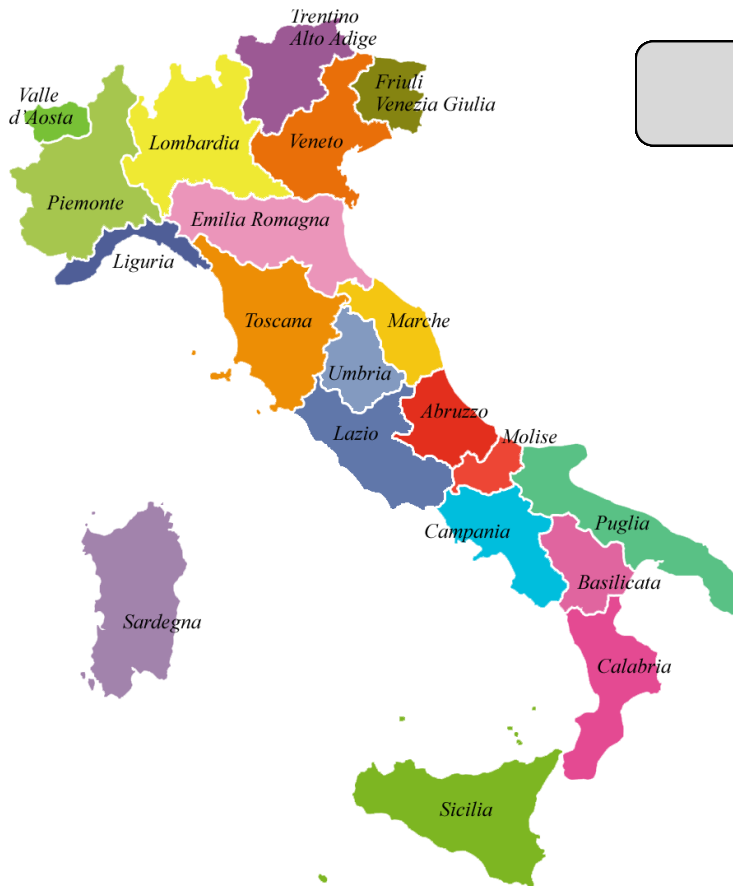 Trentino
Alto Adige
Friuli
Venezia Giulia
Valle
d'Aosta
Lombardia
Veneto
Piemonte
Emilia Romagna
Liguria
Toscana
Marche
Umbria
Abruzzo
Lazio
Molise
Campania
Puglia
Basilicata
Sardegna
Calabria
Sicilia